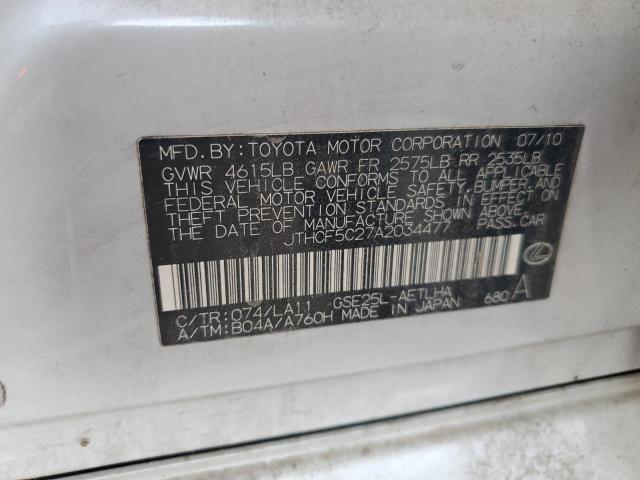 MFD.BY:TOYOTA MOTOR CORPORATION 07/10
GVWR 4615LB GAWR FR 2575LB RR 2535LB
THIS VEHICLE CONFORMS TO ALL APPLICABLE
FEDERAL MOTOR VEHICLE SAFETY,BUMPER,AND
THEFT PREVENTION STANDARDS IN EFFECT ON
THE DATE OF MANUFACTURE SHOWN ABOVE.
JTHCF5C27A2034477 PASS.CAR
C/TR:074/LA11 GSE25L-AETLHA 680 A
A/TM:B04A/A760H MADE IN JAPAN